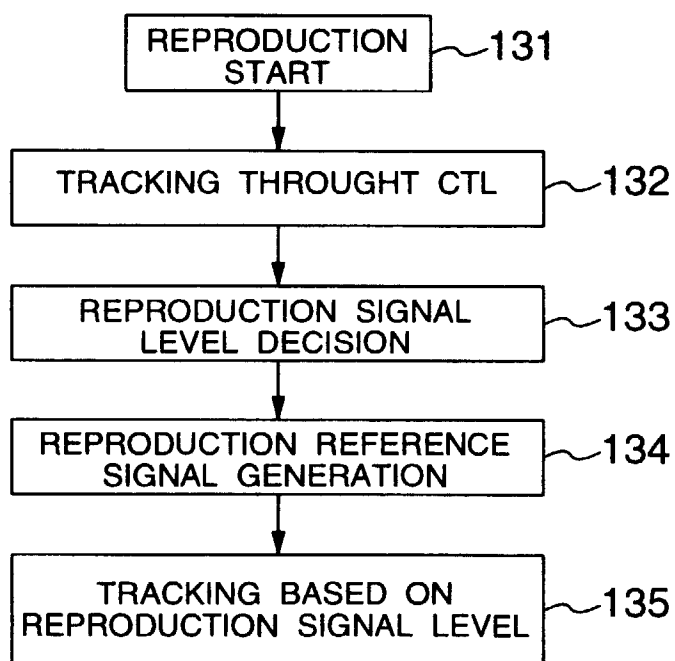 REPRODUCTION
START
131
TRACKING THROUGHT CTL
132
REPRODUCTION SIGNAL
LEVEL DECISION
133
REPRODUCTION REFERENCE
SIGNAL GENERATION
134
TRACKING BASED ON
REPRODUCTION SIGNAL LEVEL
135